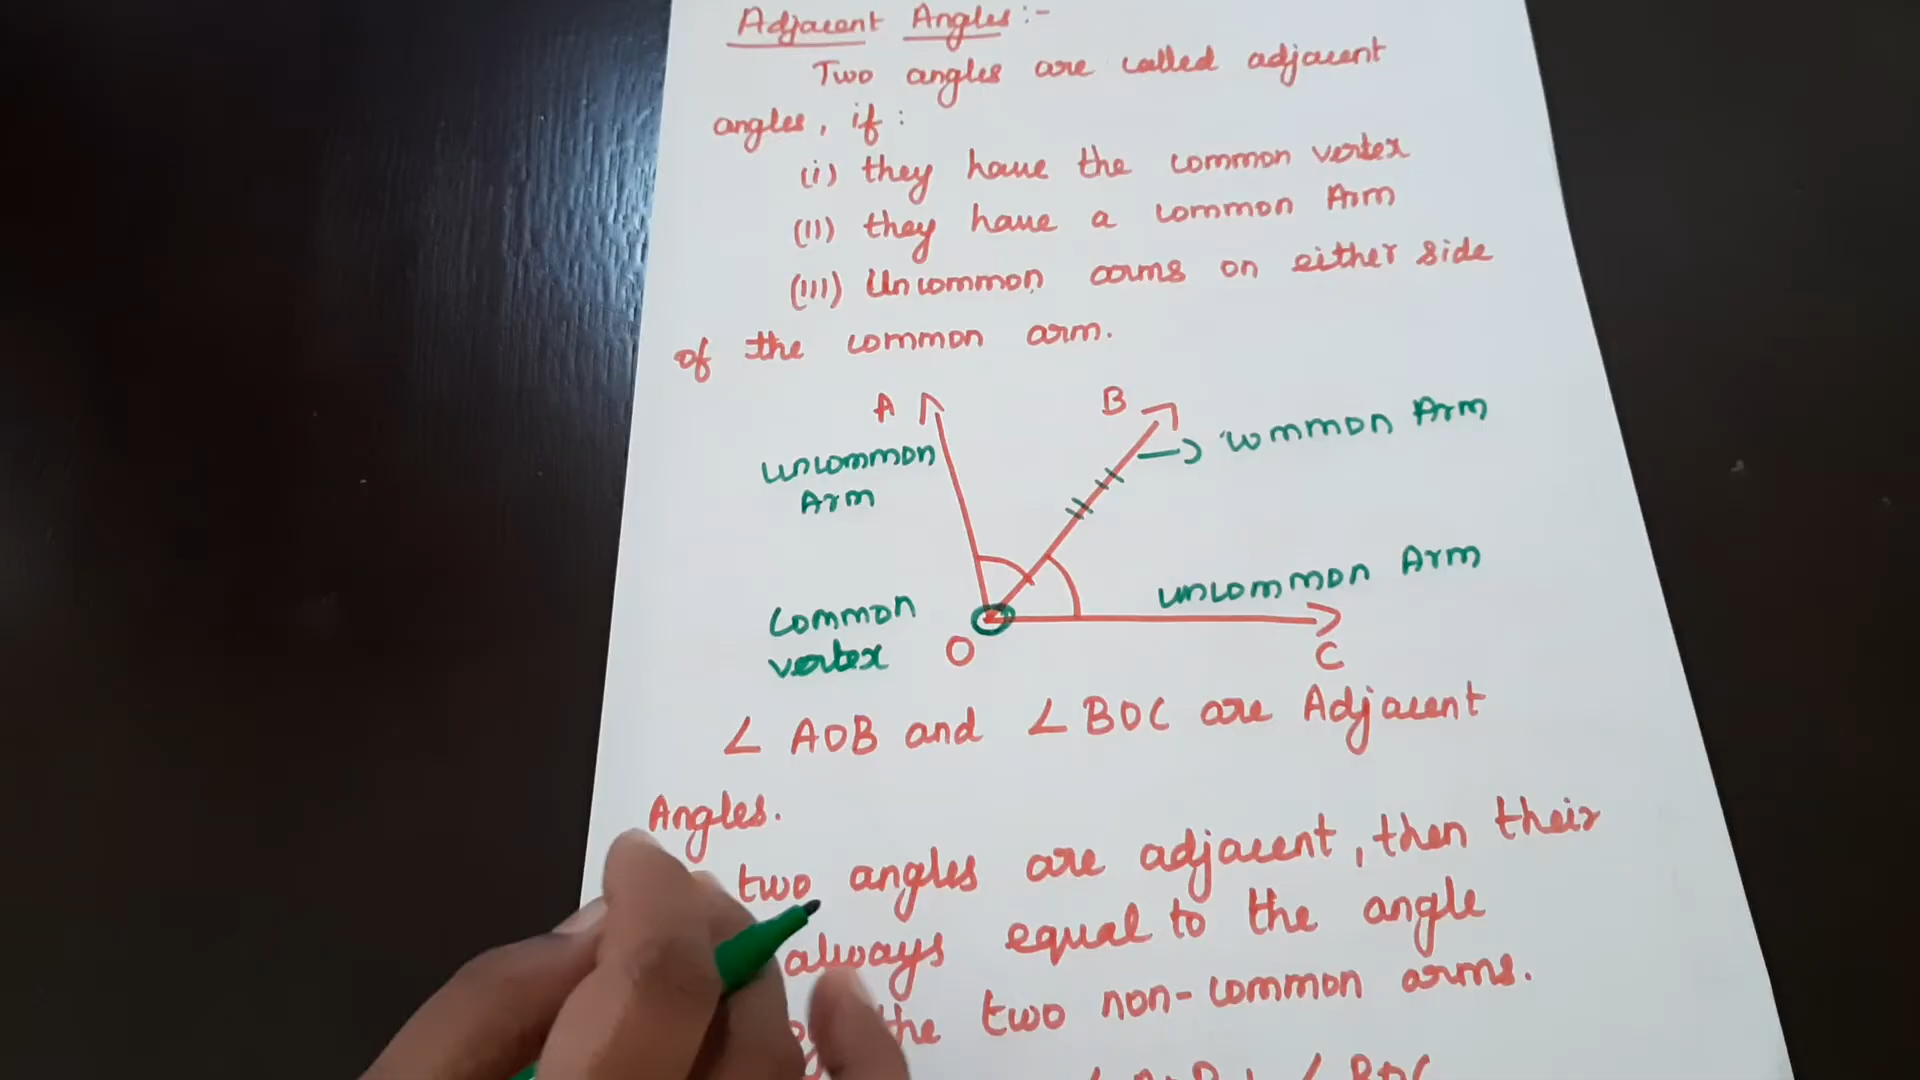 Adjacent Angles:-
Two angles are called adjacent
angles, if:
(i) they have the common vertex
(II) they have a common Arm
(III) Uncommon arms on either side
of the common arm.
A
B
common Arm
uncommon
Arm
uncommon Arm
common
vertex
O
C
∠ AOB and ∠BOC are Adjacent
Angles.
two angles are adjacent, then their
always equal to the angle
the two non-common arms.
∠ AOB + ∠ BOC